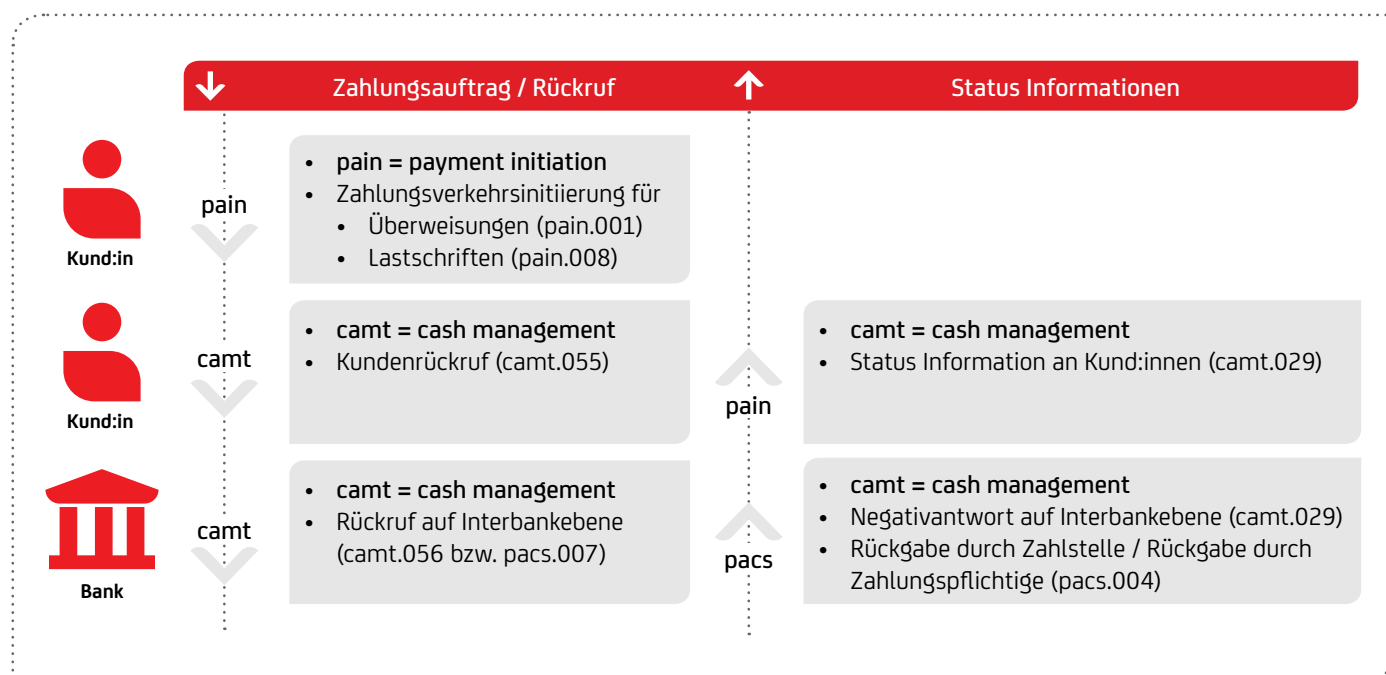 Zahlungsauftrag / Rückruf
Status Informationen
Kund:in
pain
• pain = payment initiation
• Zahlungsverkehrsinitiierung für
• Überweisungen (pain.001)
• Lastschriften (pain.008)
Kund:in
camt
• camt = cash management
• Kundenrückruf (camt.055)
pain
• camt = cash management
• Status Information an Kund:innen (camt.029)
Bank
camt
• camt = cash management
• Rückruf auf Interbankebene
(camt.056 bzw. pacs.007)
pacs
• camt = cash management
• Negativantwort auf Interbankebene (camt.029)
• Rückgabe durch Zahlstelle / Rückgabe durch
Zahlungspflichtige (pacs.004)